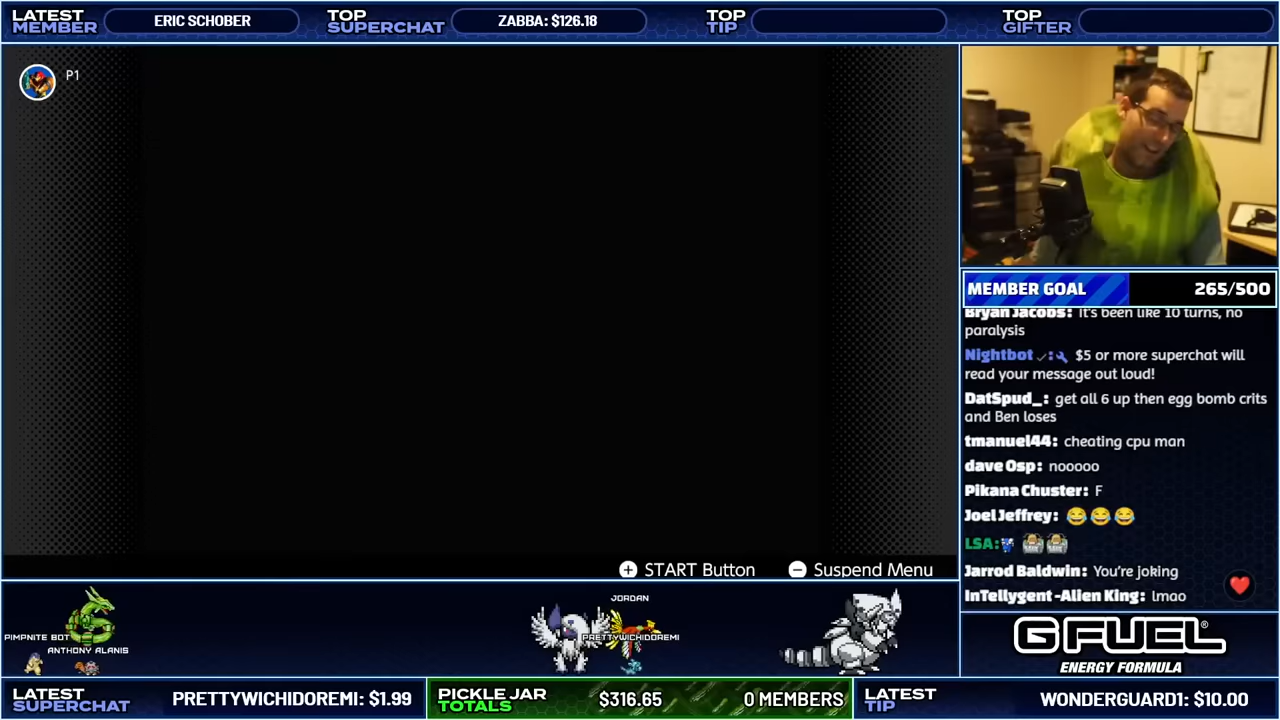 LATEST MEMBER ERIC SCHOBER
TOP SUPERCHAT ZABBA: $126.18
TOP TIP
TOP GIFTER
P1
START Button
Suspend Menu
MEMBER GOAL 265/500
Bryan Jacobs: It's been like 10 turns, no
paralysis
Nightbot : $5 or more superchat will
read your message out loud!
DatSpud_: get all 6 up then egg bomb crits
and Ben loses
tmanuel44: cheating cpu man
dave Osp: nooooo
Pikana Chuster: F
Joel Jeffrey: 😂😂😂
LSA:
Jarrod Baldwin: You're joking
InTellygent -Alien King: lmao
JORDAN
PIMPNITE BOT
PRETTYWICHIDOREMI
ANTHONY ALANIS
G FUEL®
ENERGY FORMULA
LATEST SUPERCHAT PRETTYWICHIDOREMI: $1.99
PICKLE JAR TOTALS $316.65 0 MEMBERS
LATEST TIP WONDERGUARD1: $10.00